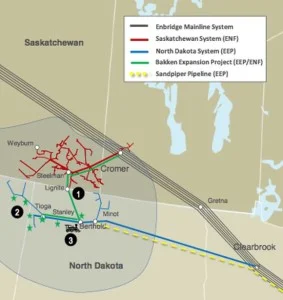 Saskatchewan
Enbridge Mainline System
Saskatchewan System (ENF)
North Dakota System (EEP)
Bakken Expansion Project (EEP/ENF)
Sandpiper Pipeline (EEP)
Weyburn
Steelman
Cromer
Lignite
1
Gretna
Tioga
2
Stanley
Minot
Berthold
3
Clearbrook
North Dakota